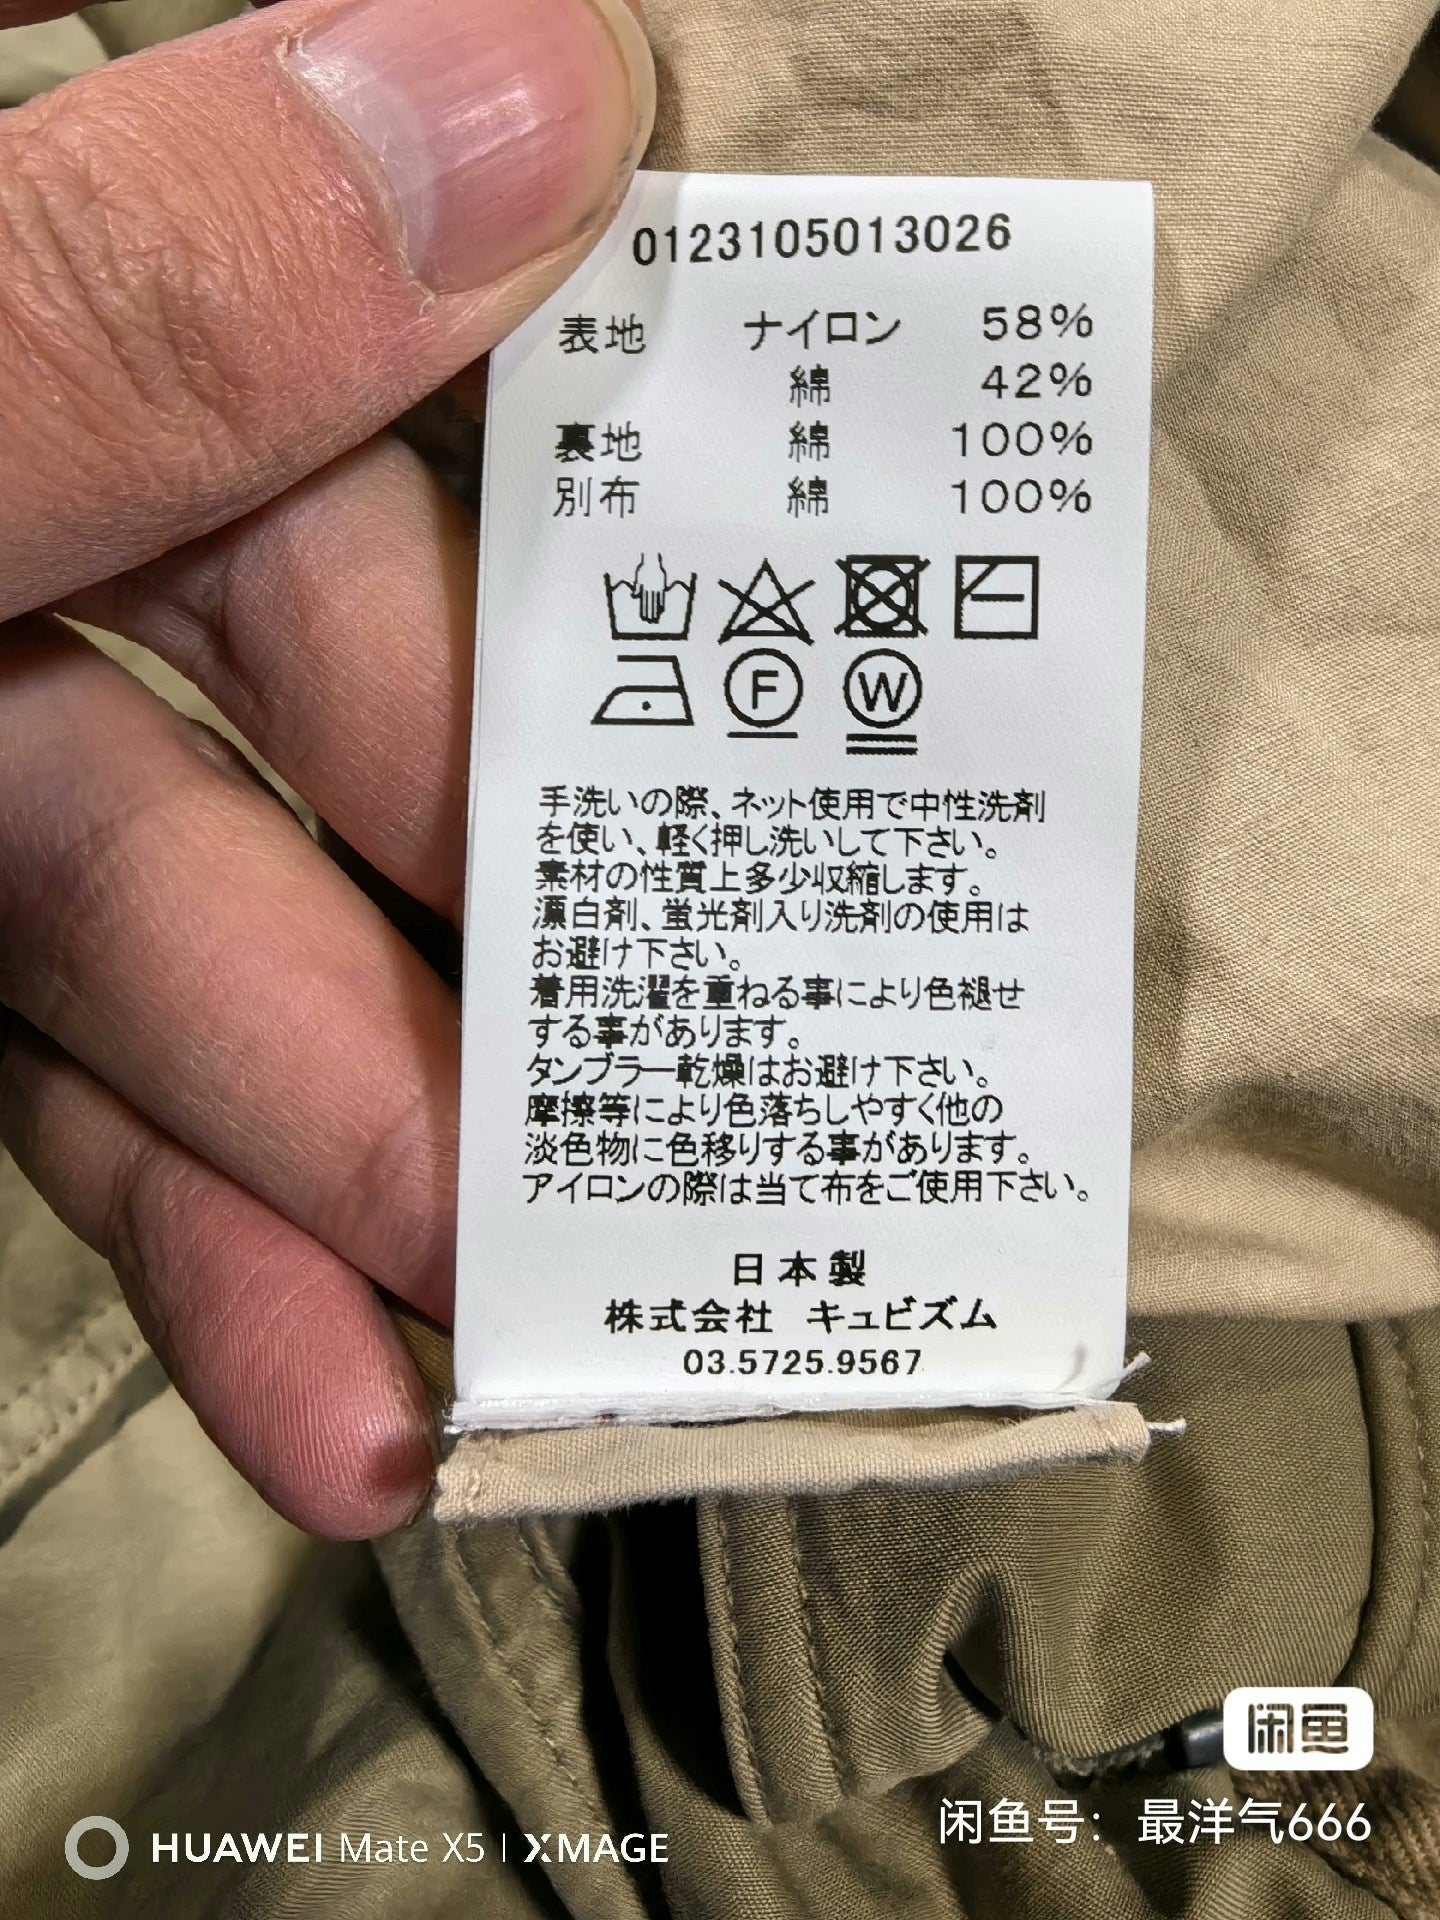 0123105013026
表地 ナイロン 58%
綿 42%
裏地 綿 100%
別布 綿 100%
F W
手洗いの際、ネット使用で中性洗剤
を使い、軽く押し洗いして下さい。
素材の性質上多少収縮します。
漂白剤、蛍光剤入り洗剤の使用は
お避け下さい。
着用洗濯を重ねる事により色褪せ
する事があります。
タンブラー乾燥はお避け下さい。
摩擦等により色落ちしやすく他の
淡色物に色移りする事があります。
アイロンの際は当て布をご使用下さい。
日本製
株式会社 キュビズム
03.5725.9567
闲鱼
闲鱼号：最洋气666
HUAWEI Mate X5 | XMAGE